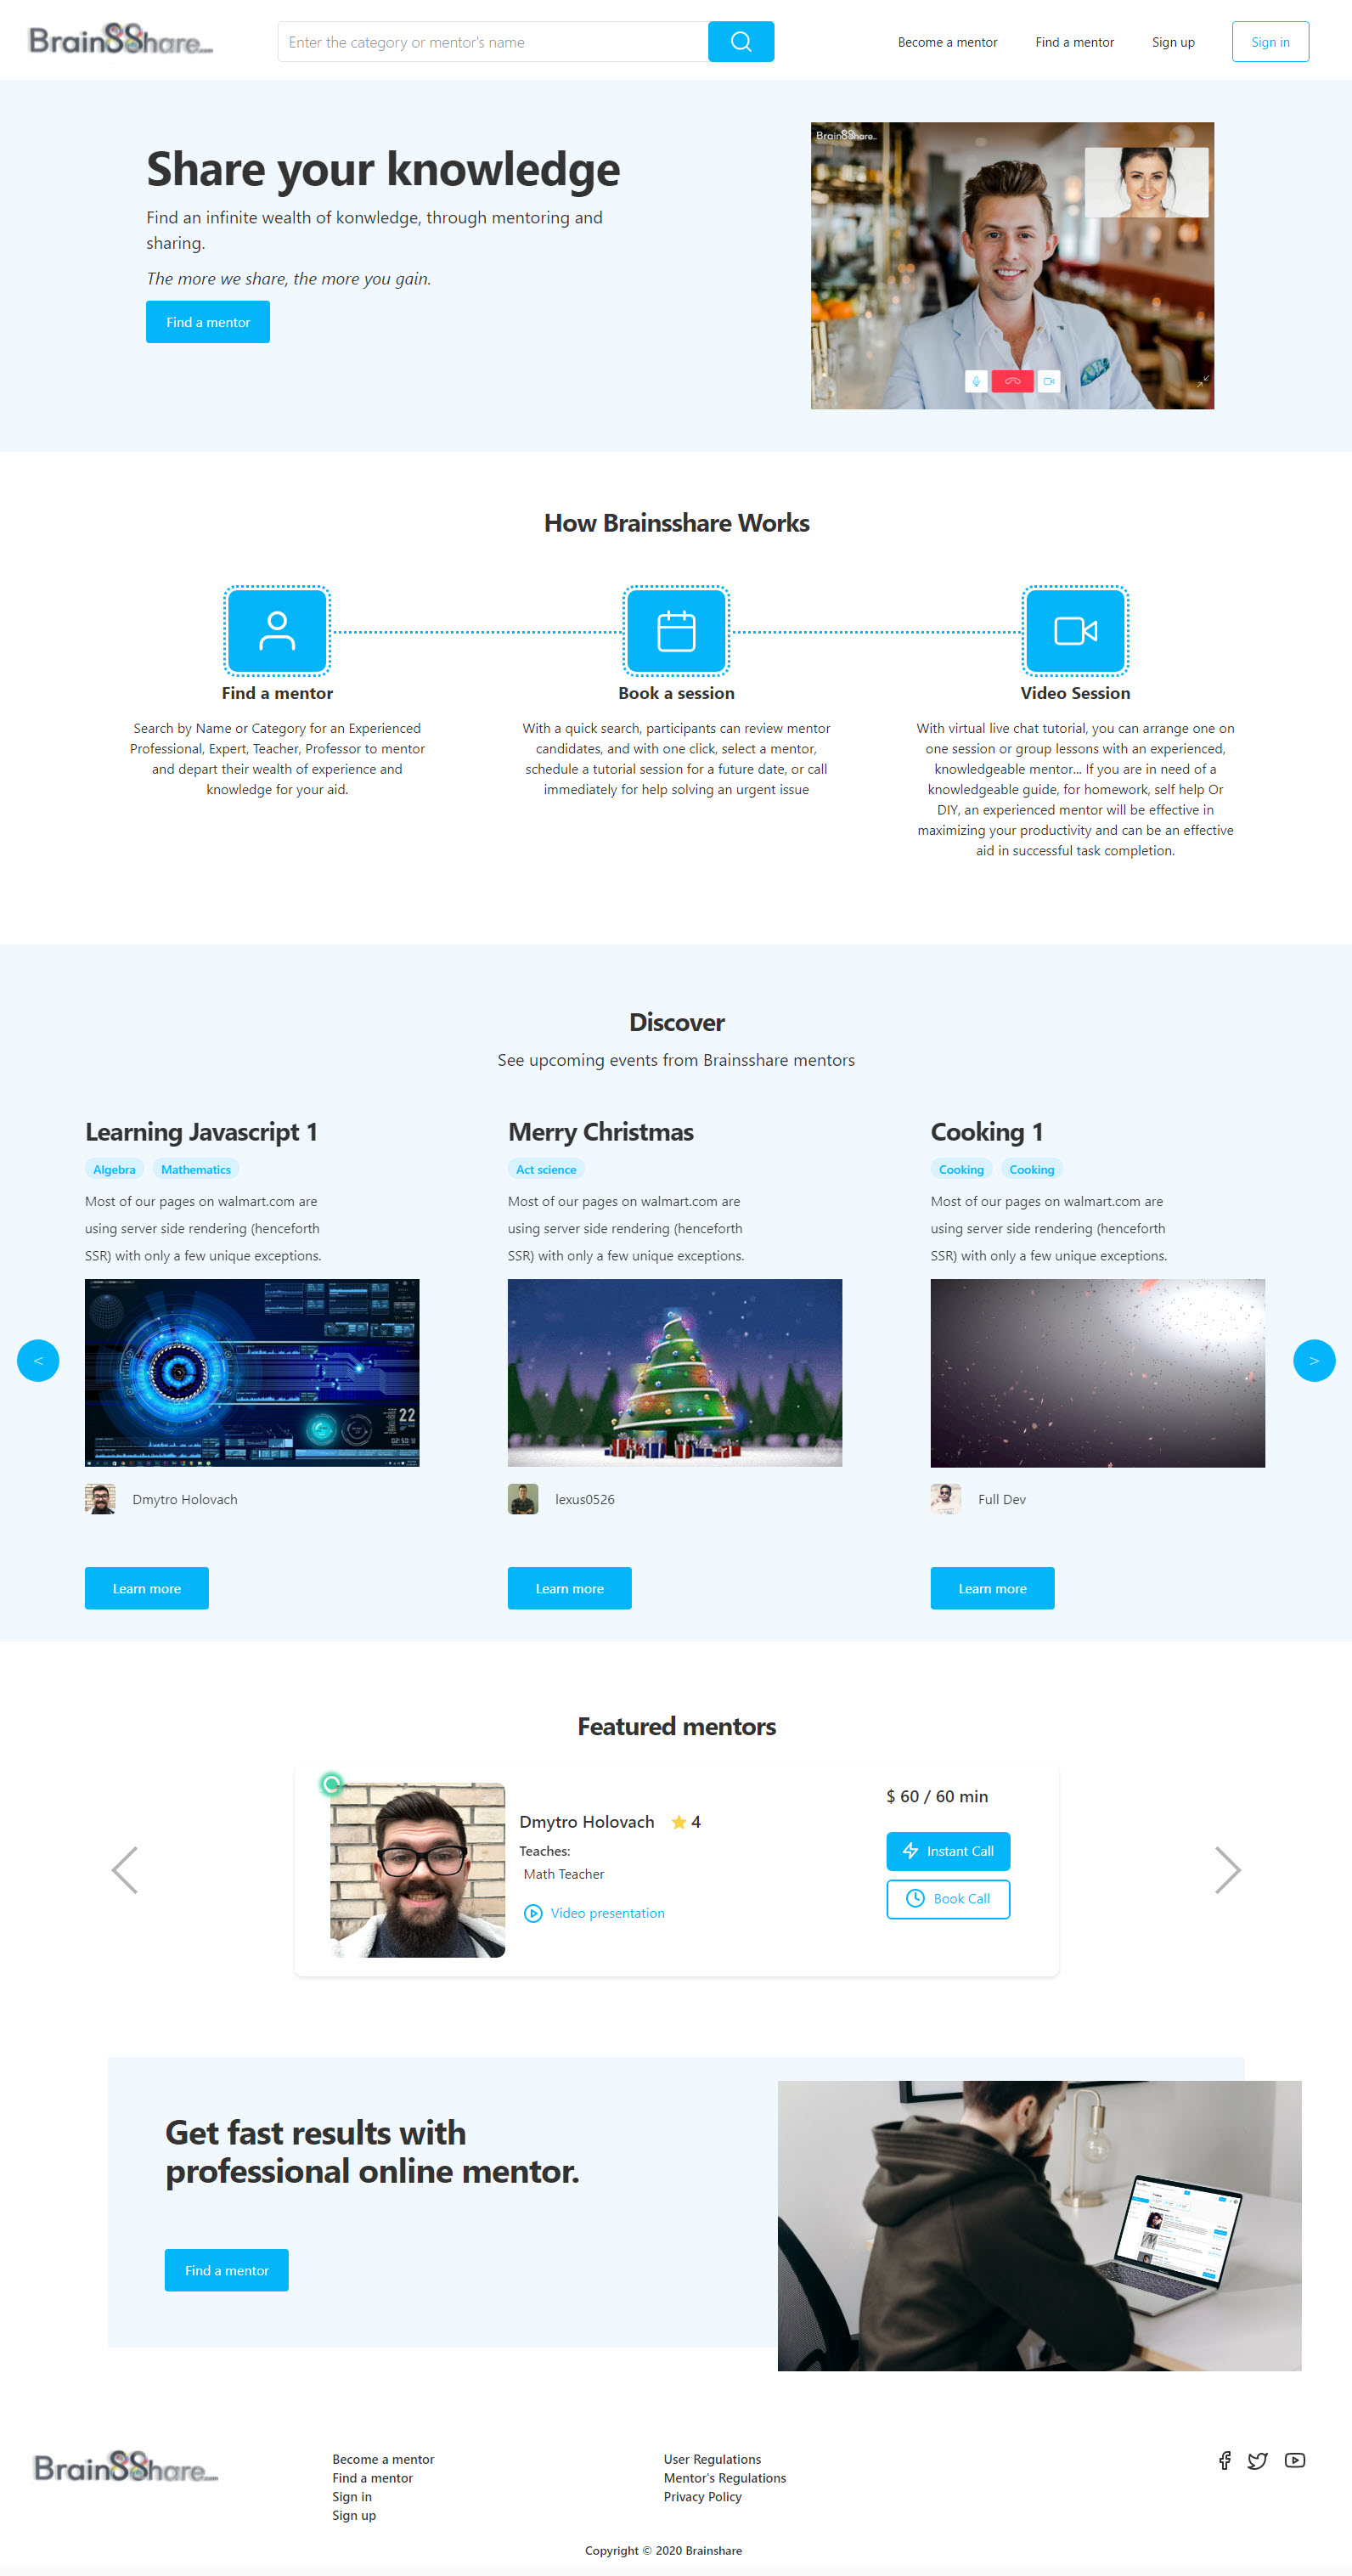 BrainSShare.com
Enter the category or mentor's name
Become a mentor
Find a mentor
Sign up
Sign in
Share your knowledge
Find an infinite wealth of konwledge, through mentoring and
sharing.
The more we share, the more you gain.
Find a mentor
BrainSShare
How Brainsshare Works
Find a mentor
Search by Name or Category for an Experienced
Professional, Expert, Teacher, Professor to mentor
and depart their wealth of experience and
knowledge for your aid.
Book a session
With a quick search, participants can review mentor
candidates, and with one click, select a mentor,
schedule a tutorial session for a future date, or call
immediately for help solving an urgent issue
Video Session
With virtual live chat tutorial, you can arrange one on
one session or group lessons with an experienced,
knowledgeable mentor... If you are in need of a
knowledgeable guide, for homework, self help Or
DIY, an experienced mentor will be effective in
maximizing your productivity and can be an effective
aid in successful task completion.
Discover
See upcoming events from Brainsshare mentors
Learning Javascript 1
Algebra Mathematics
Most of our pages on walmart.com are
using server side rendering (henceforth
SSR) with only a few unique exceptions.
22
Dmytro Holovach
Learn more
Merry Christmas
Act science
Most of our pages on walmart.com are
using server side rendering (henceforth
SSR) with only a few unique exceptions.
lexus0526
Learn more
Cooking 1
Cooking Cooking
Most of our pages on walmart.com are
using server side rendering (henceforth
SSR) with only a few unique exceptions.
Full Dev
Learn more
<
>
Featured mentors
Dmytro Holovach 4
Teaches:
Math Teacher
Video presentation
$ 60 / 60 min
Instant Call
Book Call
Get fast results with
professional online mentor.
Find a mentor
BrainSShare
Become a mentor
Find a mentor
Sign in
Sign up
User Regulations
Mentor's Regulations
Privacy Policy
Copyright © 2020 Brainshare